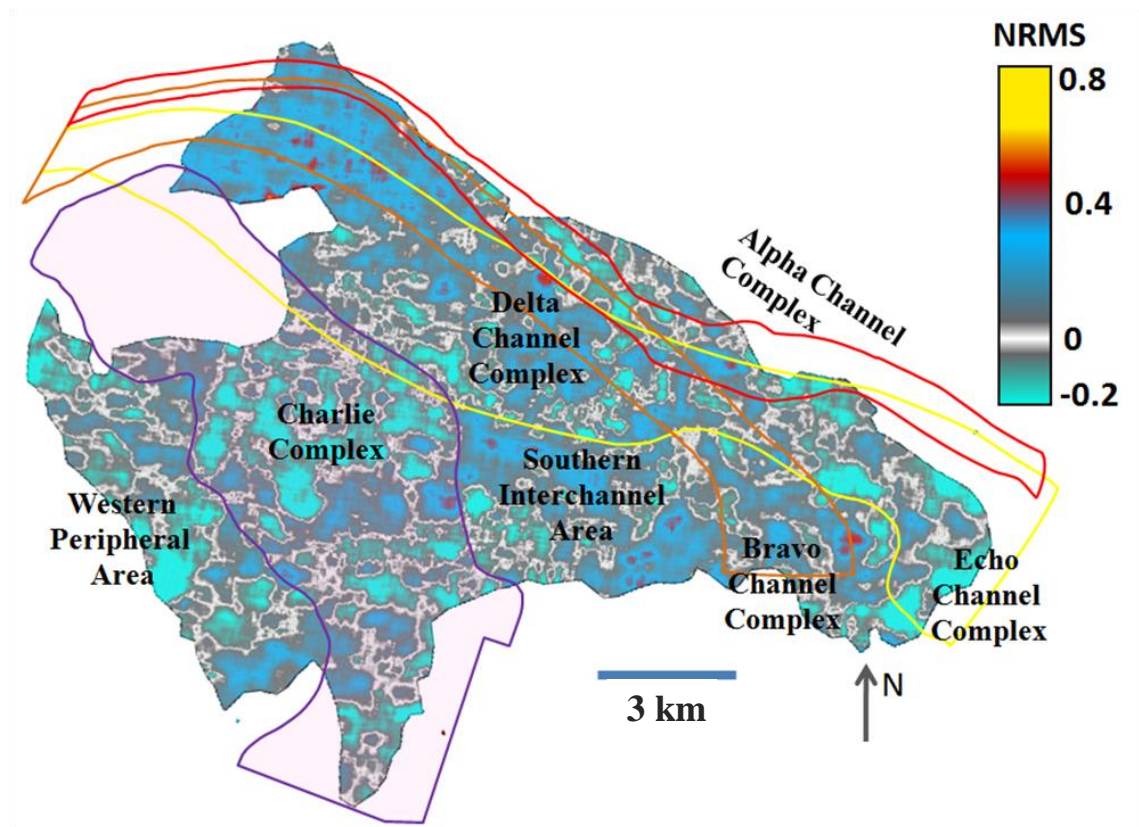 NRMS
0.8
0.4
0
-0.2
Alpha Channel
Complex
Delta
Channel
Complex
Charlie
Complex
Southern
Interchannel
Area
Western
Peripheral
Area
Bravo
Channel
Complex
Echo
Channel
Complex
N
3 km